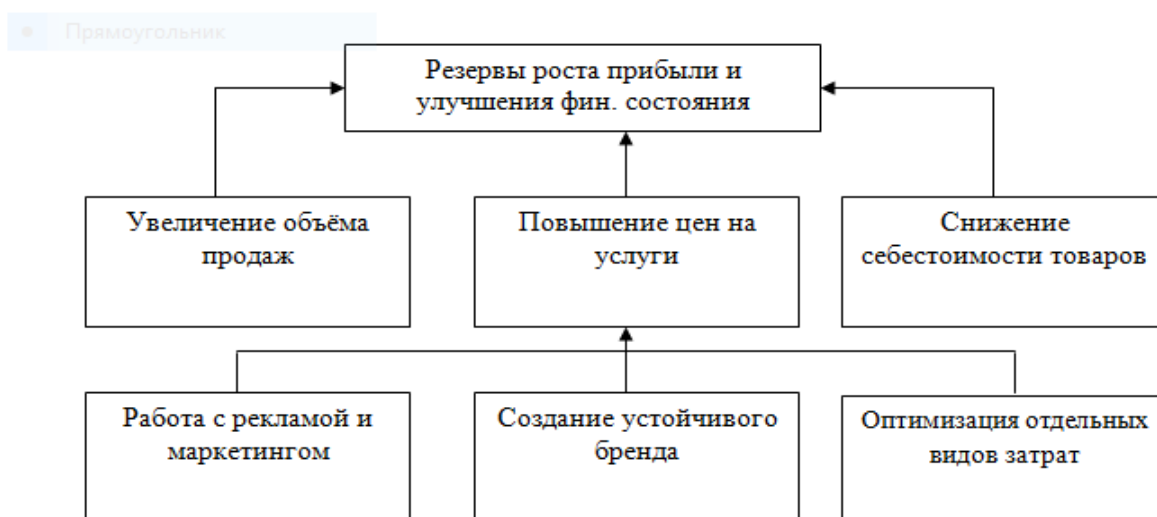 Прямоугольник
Резервы роста прибыли и
улучшения фин. состояния
Увеличение объёма
продаж
Повышение цен на
услуги
Снижение
себестоимости товаров
Работа с рекламой и
маркетингом
Создание устойчивого
бренда
Оптимизация отдельных
видов затрат